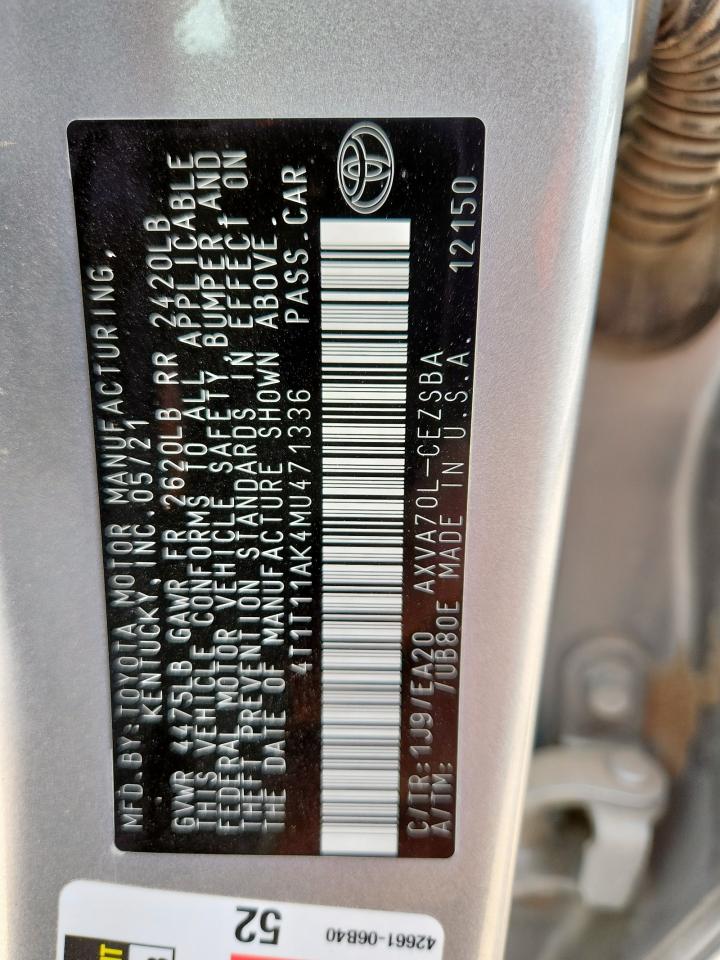 MFD.BY:TOYOTA MOTOR MANUFACTURING,
KENTUCKY, INC. 05/21
GVWR 4475LB GAWR FR 2620LB RR 2420LB
THIS VEHICLE CONFORMS TO ALL APPLICABLE
FEDERAL MOTOR VEHICLE SAFETY, BUMPER, AND
THEFT PREVENTION STANDARDS IN EFFECT ON
THE DATE OF MANUFACTURE SHOWN ABOVE.
4T1T11AK4MU471336 PASS.CAR
C/TR:1J9/EA20 AXVA70L-CEZSBA
A/TM: /UB80E MADE IN U.S.A. 12150
52
42661-06B40